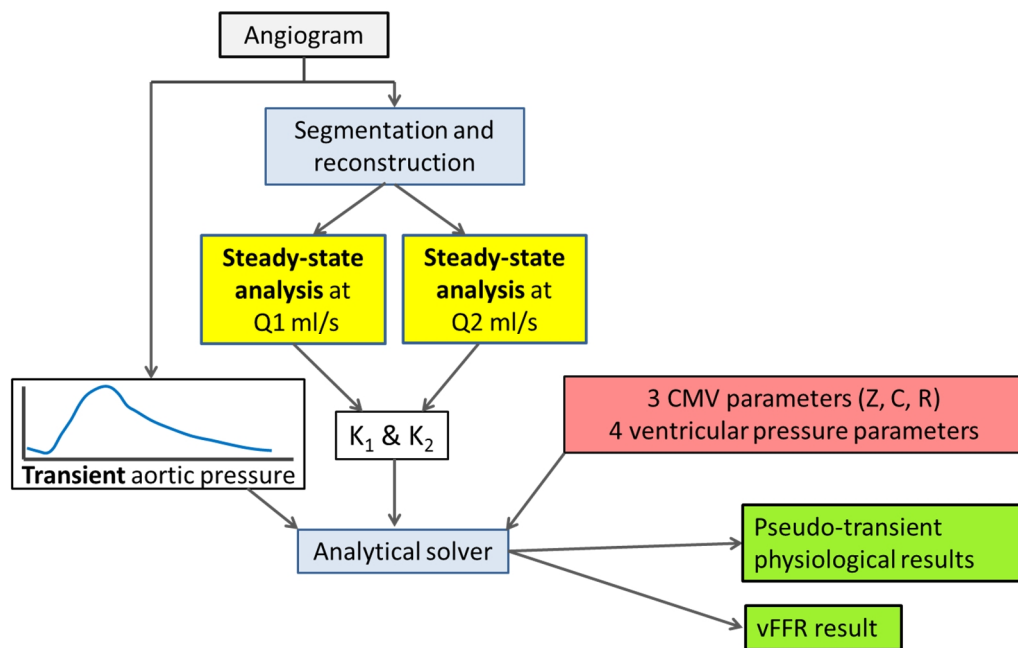 Angiogram
Segmentation and
reconstruction
Steady-state
analysis at
Q1 ml/s
Steady-state
analysis at
Q2 ml/s
Transient aortic pressure
K₁ & K₂
3 CMV parameters (Z, C, R)
4 ventricular pressure parameters
Analytical solver
Pseudo-transient
physiological results
vFFR result